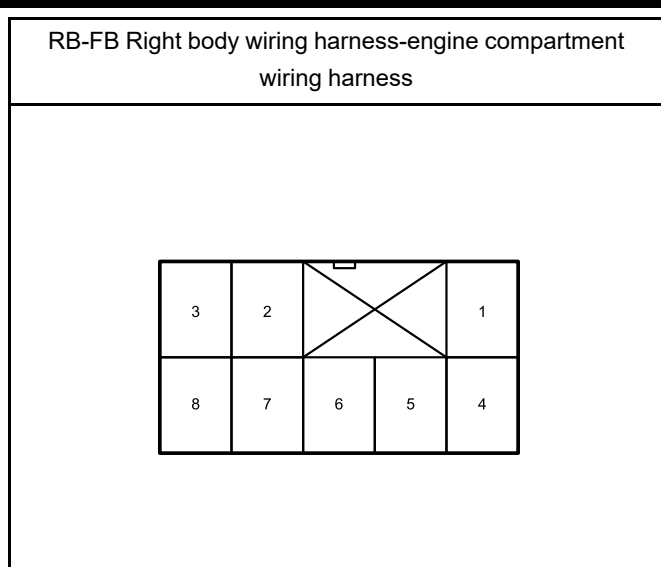 RB-FB Right body wiring harness-engine compartment
wiring harness
3 2 1
8 7 6 5 4